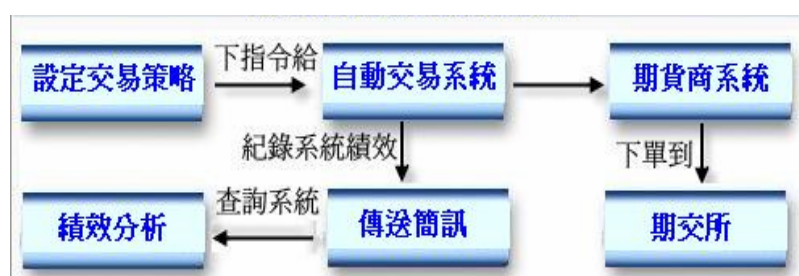 設定交易策略
下指令給
自動交易系統
期貨商系統
紀錄系統績效
下單到
績效分析
查詢系統
傳送簡訊
期交所